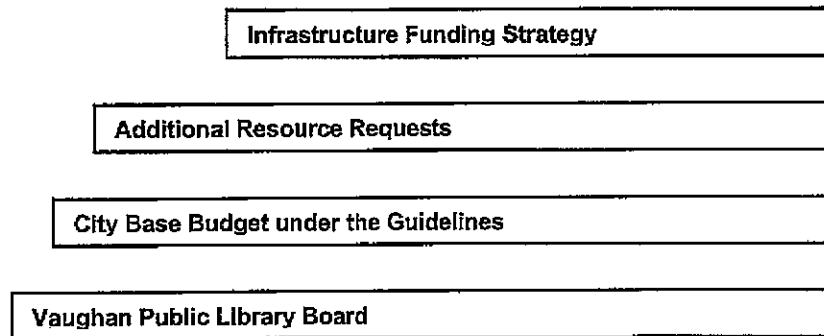 Infrastructure Funding Strategy
Additional Resource Requests
City Base Budget under the Guidelines
Vaughan Public Library Board